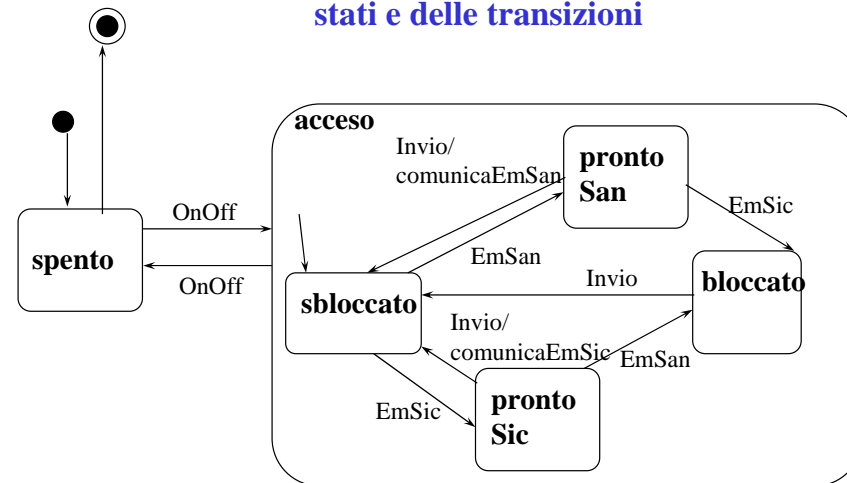 stati e delle transizioni
acceso
Invio/
comunicaEmSan
pronto
San
EmSic
OnOff
spento
EmSan
OnOff
sbloccato
Invio
bloccato
Invio/
comunicaEmSic
EmSan
EmSic
pronto
Sic